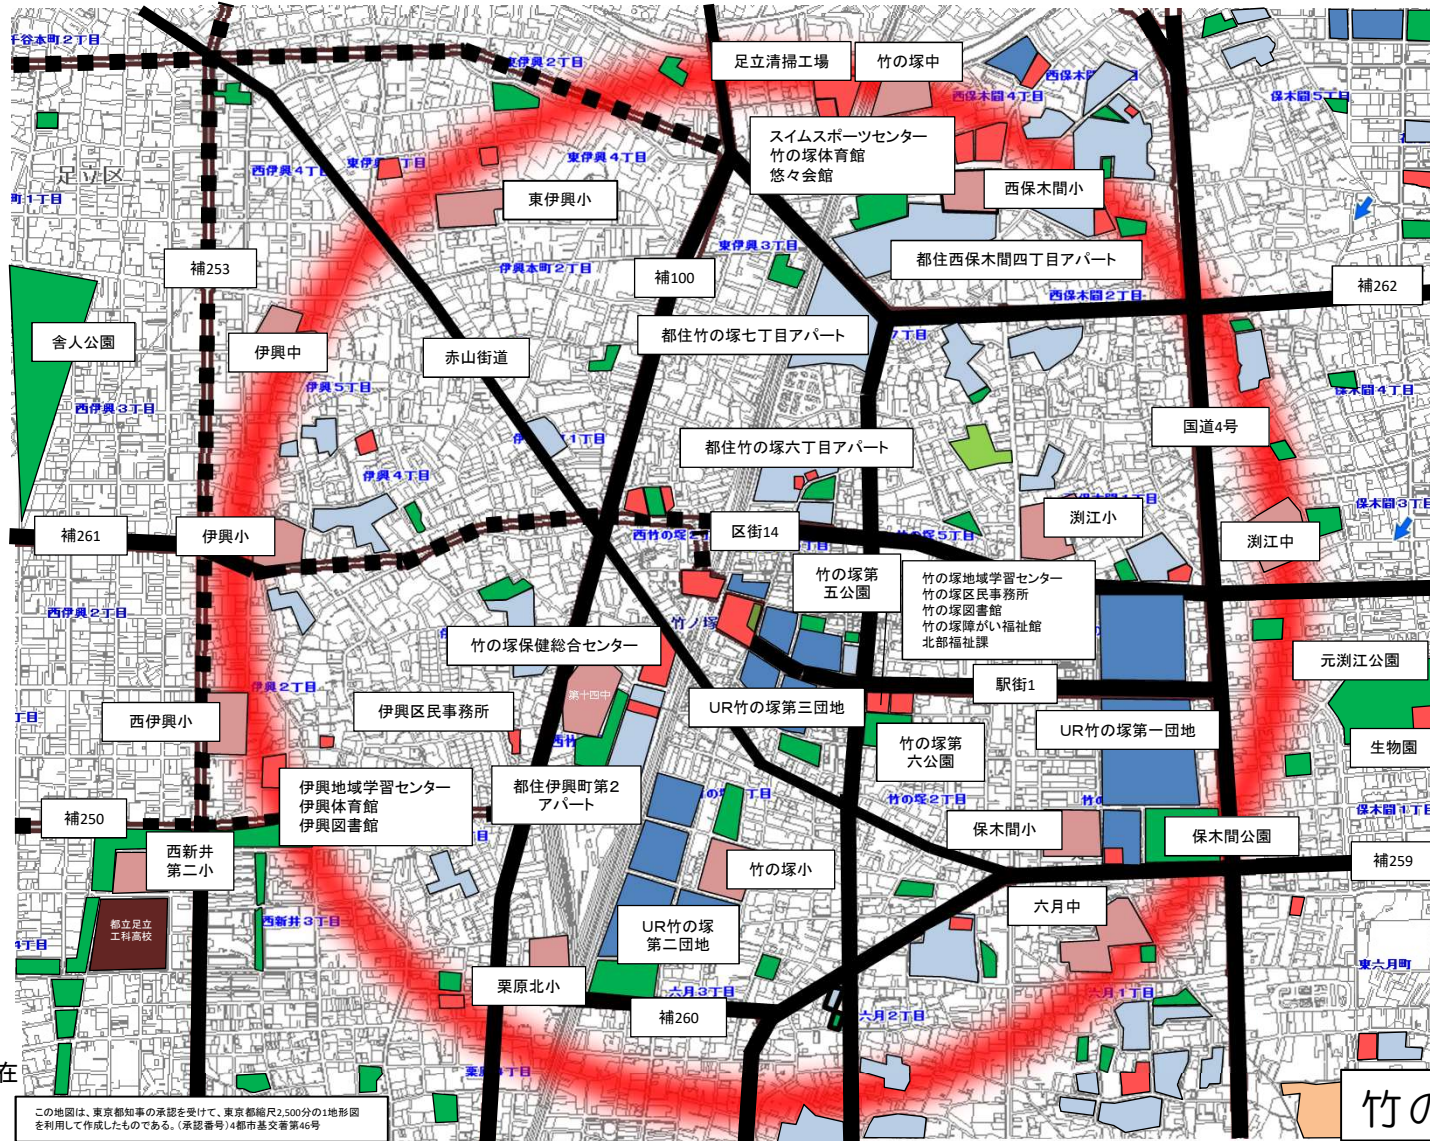 足立清掃工場
竹の塚中
東伊興2丁目
西保木間4丁目
保木間5丁目
スイムスポーツセンター
竹の塚体育館
悠々会館
足立区
西伊興4丁目
東伊興4丁目
東伊興小
西保木間小
補253
東伊興3丁目
伊興本町2丁目
補100
都住西保木間四丁目アパート
西保木間2丁目
補262
舎人公園
伊興中
赤山街道
都住竹の塚七丁目アパート
7丁目
伊興5丁目
西伊興3丁目
保木間4丁目
国道4号
都住竹の塚六丁目アパート
伊興4丁目
保木間3丁目
補261
伊興小
区街14
竹の塚5丁目
渕江小
渕江中
竹の塚第
五公園
竹の塚地域学習センター
竹の塚区民事務所
竹の塚図書館
竹の塚障がい福祉館
北部福祉課
西伊興2丁目
竹ノ塚
竹の塚保健総合センター
元渕江公園
伊興2丁目
第十四中
駅街1
西伊興小
伊興区民事務所
UR竹の塚第三団地
UR竹の塚第一団地
竹の塚第
六公園
生物園
伊興地域学習センター
伊興体育館
伊興図書館
都住伊興町第2
アパート
竹の塚2丁目
保木間1丁目
補250
保木間小
保木間公園
西新井
第二小
竹の塚小
補259
都立足立
工科高校
西新井3丁目
UR竹の塚
第二団地
六月中
東六月町
栗原北小
六月3丁目
六月1丁目
補260
六月2丁目
在
この地図は、東京都知事の承認を受けて、東京都縮尺2,500分の1地形図
を利用して作成したものである。(承認番号)4都市基交著第46号
竹の